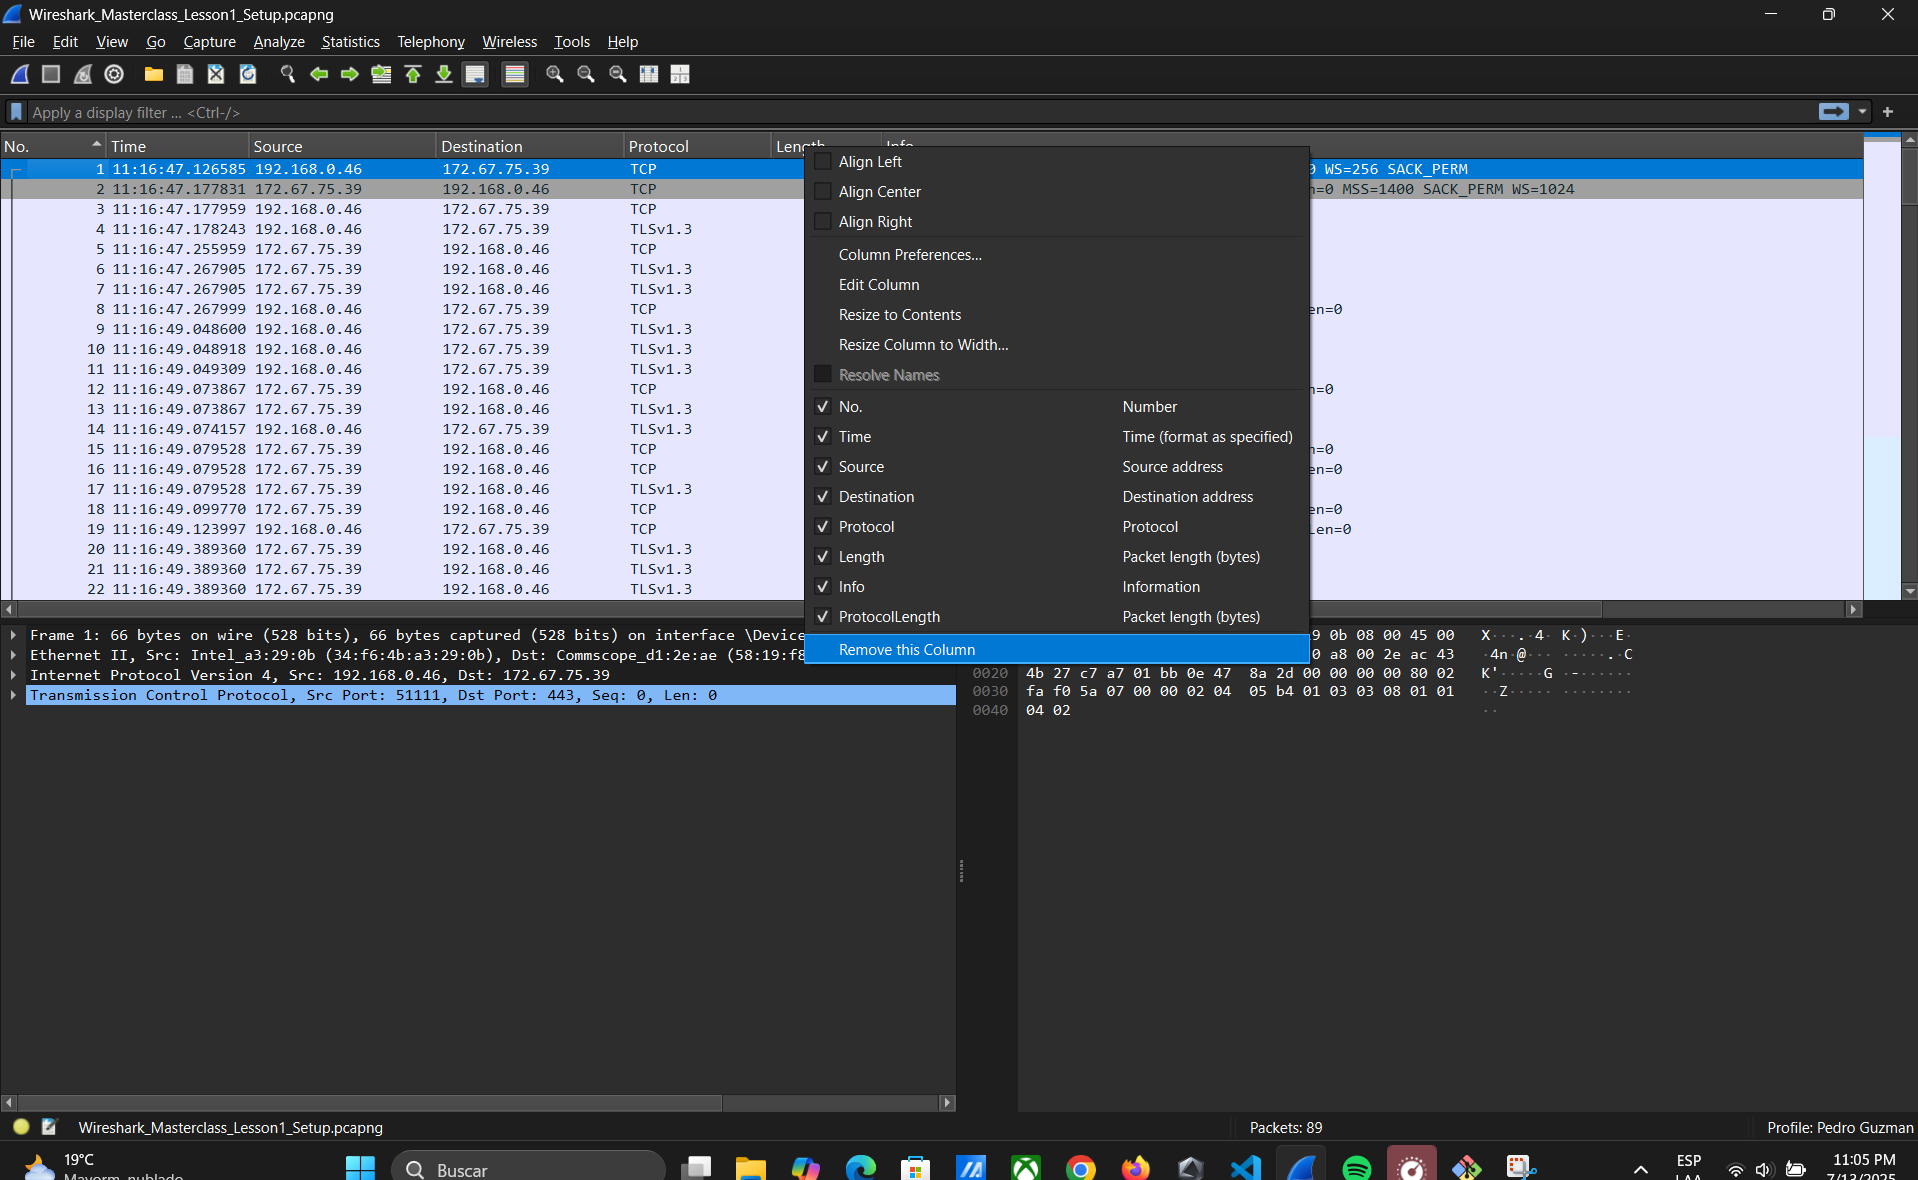 Wireshark_Masterclass_Lesson1_Setup.pcapng
File Edit View Go Capture Analyze Statistics Telephony Wireless Tools Help
Apply a display filter ... <Ctrl-/>
No. Time Source Destination Protocol Length Info
1 11:16:47.126585 192.168.0.46 172.67.75.39 TCP WS=256 SACK_PERM
2 11:16:47.177831 172.67.75.39 192.168.0.46 TCP =0 MSS=1400 SACK_PERM WS=1024
3 11:16:47.177959 192.168.0.46 172.67.75.39 TCP
4 11:16:47.178243 192.168.0.46 172.67.75.39 TLSv1.3
5 11:16:47.255959 172.67.75.39 192.168.0.46 TCP
6 11:16:47.267905 172.67.75.39 192.168.0.46 TLSv1.3
7 11:16:47.267905 172.67.75.39 192.168.0.46 TLSv1.3
8 11:16:47.267999 192.168.0.46 172.67.75.39 TCP en=0
9 11:16:49.048600 192.168.0.46 172.67.75.39 TLSv1.3
10 11:16:49.048918 192.168.0.46 172.67.75.39 TLSv1.3
11 11:16:49.049309 192.168.0.46 172.67.75.39 TLSv1.3
12 11:16:49.073867 172.67.75.39 192.168.0.46 TCP =0
13 11:16:49.073867 172.67.75.39 192.168.0.46 TLSv1.3
14 11:16:49.074157 192.168.0.46 172.67.75.39 TLSv1.3
15 11:16:49.079528 172.67.75.39 192.168.0.46 TCP =0
16 11:16:49.079528 172.67.75.39 192.168.0.46 TCP en=0
17 11:16:49.079528 172.67.75.39 192.168.0.46 TLSv1.3
18 11:16:49.099770 172.67.75.39 192.168.0.46 TCP en=0
19 11:16:49.123997 192.168.0.46 172.67.75.39 TCP Len=0
20 11:16:49.389360 172.67.75.39 192.168.0.46 TLSv1.3
21 11:16:49.389360 172.67.75.39 192.168.0.46 TLSv1.3
22 11:16:49.389360 172.67.75.39 192.168.0.46 TLSv1.3
Align Left
Align Center
Align Right
Column Preferences...
Edit Column
Resize to Contents
Resize Column to Width...
Resolve Names
No. Number
Time Time (format as specified)
Source Source address
Destination Destination address
Protocol Protocol
Length Packet length (bytes)
Info Information
ProtocolLength Packet length (bytes)
Remove this Column
Frame 1: 66 bytes on wire (528 bits), 66 bytes captured (528 bits) on interface \Device
Ethernet II, Src: Intel_a3:29:0b (34:f6:4b:a3:29:0b), Dst: Commscope_d1:2e:ae (58:19:f8
Internet Protocol Version 4, Src: 192.168.0.46, Dst: 172.67.75.39
Transmission Control Protocol, Src Port: 51111, Dst Port: 443, Seq: 0, Len: 0
9 0b 08 00 45 00 X···.·4· K·)···E·
0 a8 00 2e ac 43 ·4n·@··· ·····.·C
0020 4b 27 c7 a7 01 bb 0e 47 8a 2d 00 00 00 00 80 02 K'·····G ·-······
0030 fa f0 5a 07 00 00 02 04 05 b4 01 03 03 08 01 01 ··Z····· ········
0040 04 02 ··
Wireshark_Masterclass_Lesson1_Setup.pcapng Packets: 89 Profile: Pedro Guzman
19°C
Mayorm. nublado
Buscar
ESP
LAA
11:05 PM
7/13/2025